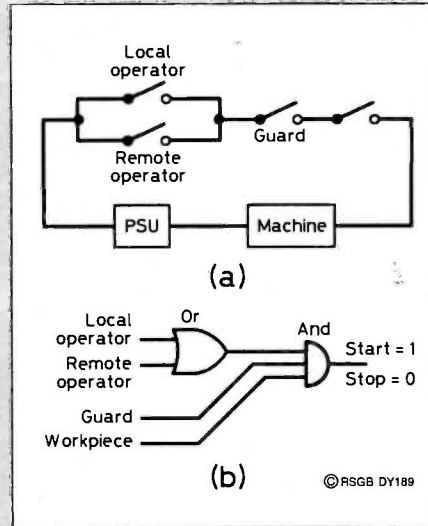 Local
operator
Remote
operator
Guard
PSU
Machine
(a)
Or
And
Local
operator
Remote
operator
Start = 1
Stop = 0
Guard
Workpiece
(b)
©RSGB DY189